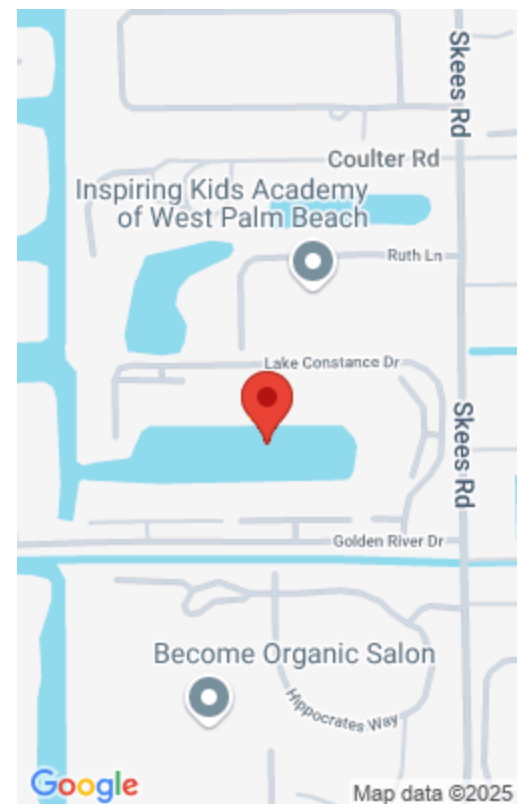 Skees Rd
Coulter Rd
Inspiring Kids Academy
of West Palm Beach
Ruth Ln
Lake Constance Dr
Skees Rd
Golden River Dr
Become Organic Salon
Hippocrates Way
Google
Map data ©2025